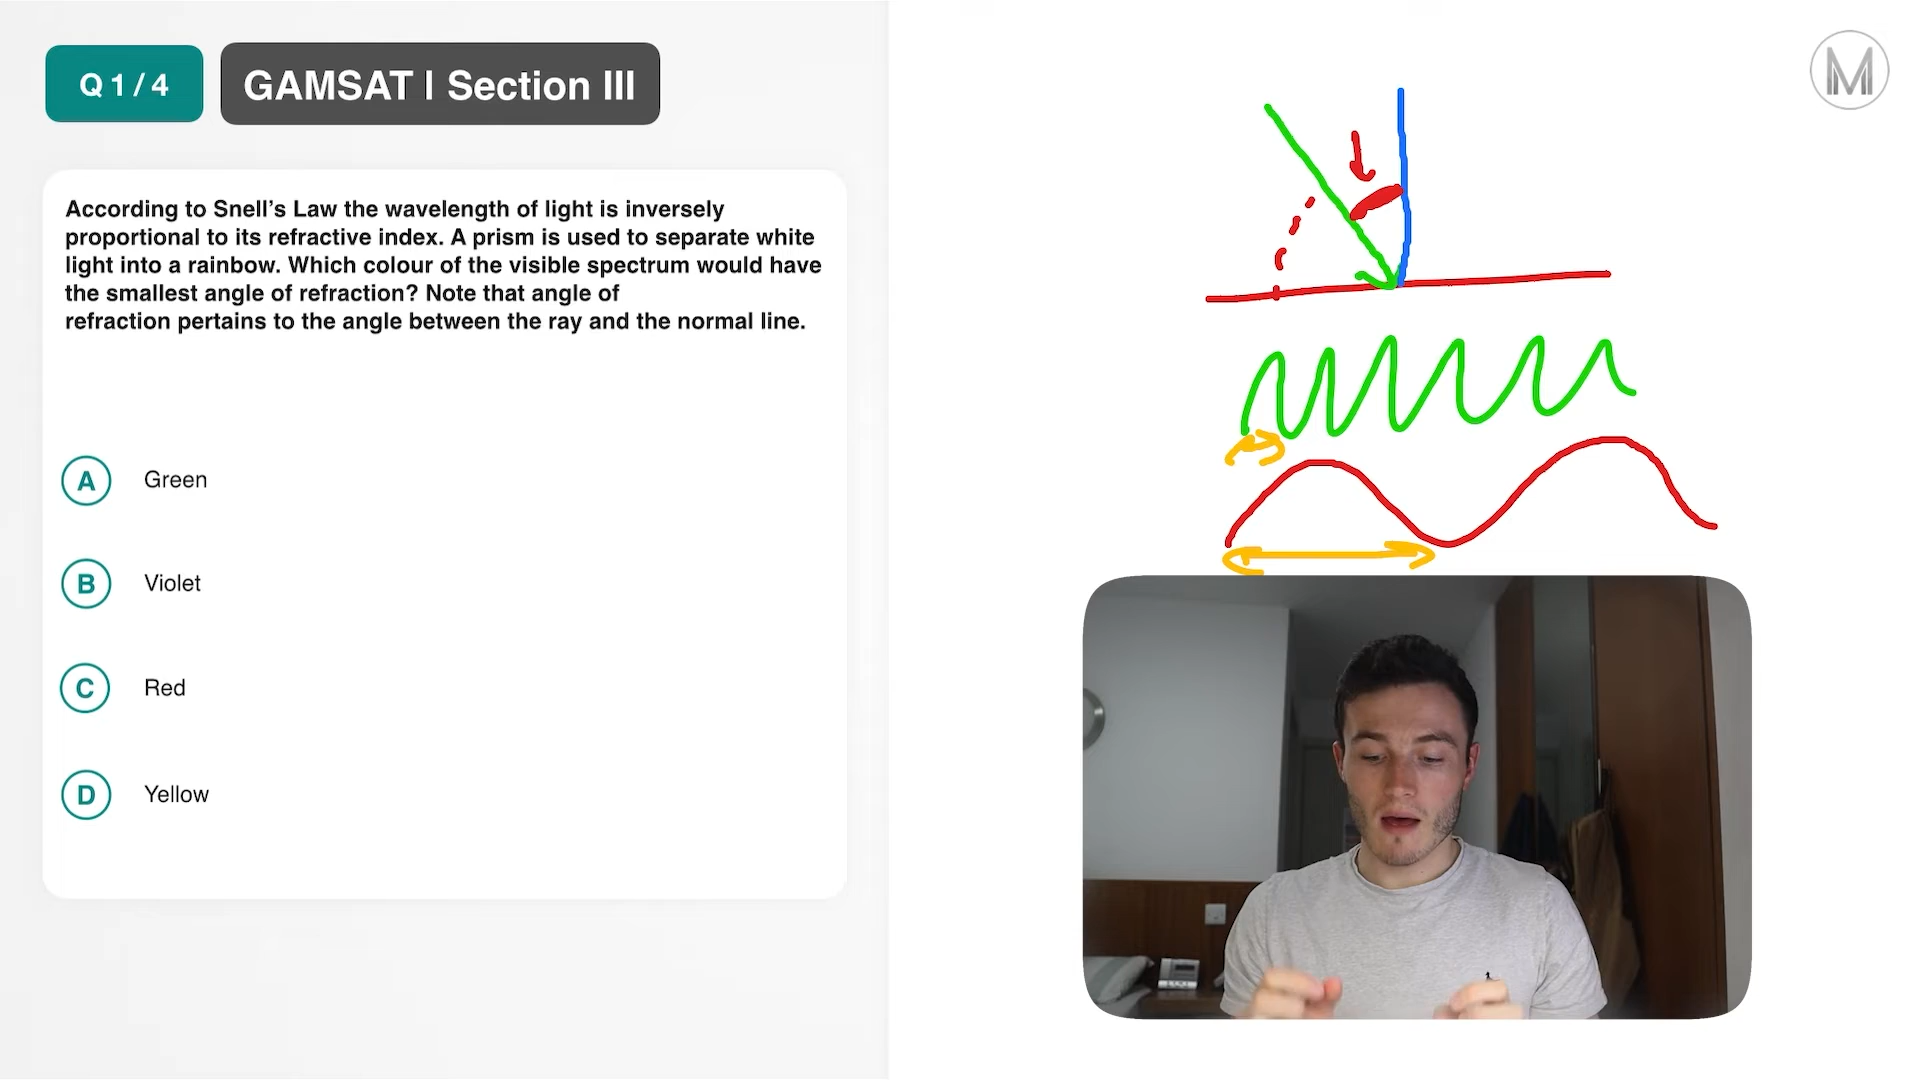 Q 1 / 4
GAMSAT | Section III
According to Snell's Law the wavelength of light is inversely
proportional to its refractive index. A prism is used to separate white
light into a rainbow. Which colour of the visible spectrum would have
the smallest angle of refraction? Note that angle of
refraction pertains to the angle between the ray and the normal line.
A Green
B Violet
C Red
D Yellow
M